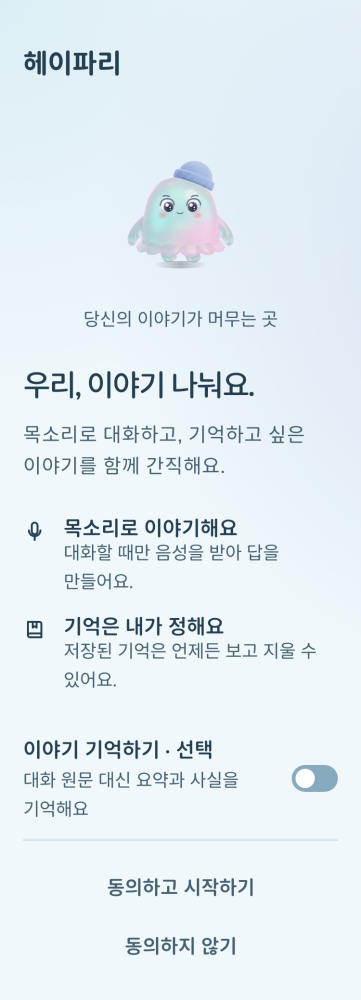 헤이파리
당신의 이야기가 머무는 곳
우리, 이야기 나눠요.
목소리로 대화하고, 기억하고 싶은
이야기를 함께 간직해요.
목소리로 이야기해요
대화할 때만 음성을 받아 답을
만들어요.
기억은 내가 정해요
저장된 기억은 언제든 보고 지울 수
있어요.
이야기 기억하기 · 선택
대화 원문 대신 요약과 사실을
기억해요
동의하고 시작하기
동의하지 않기